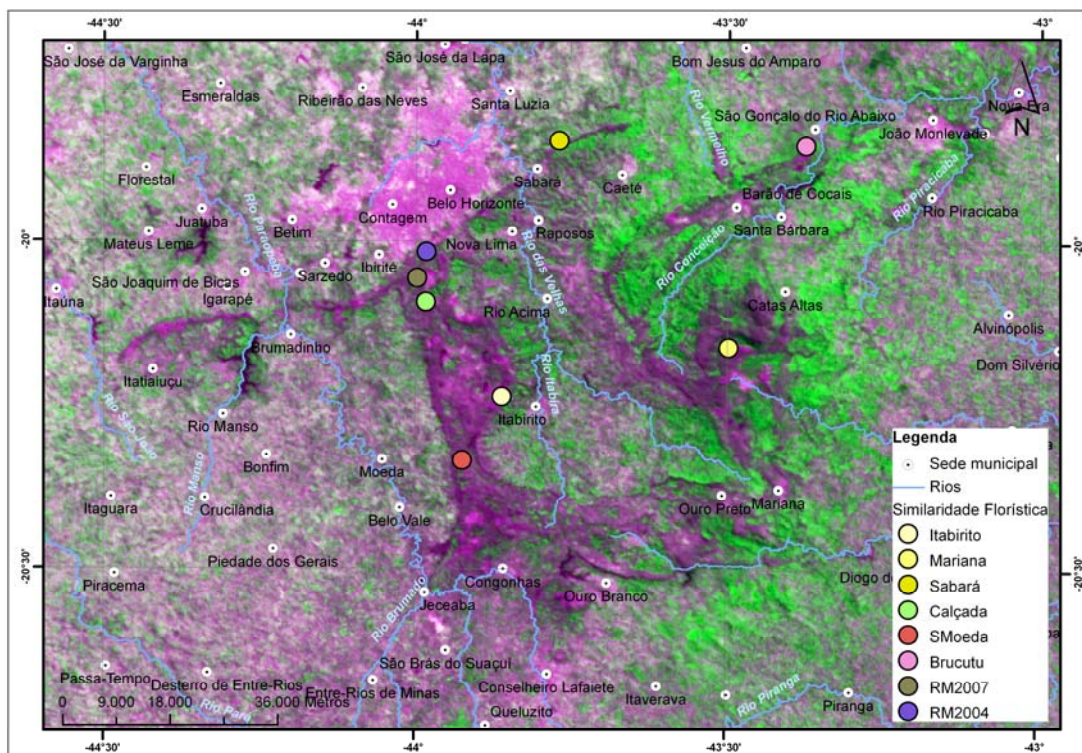 -44°30'
-44°
-43°30'
-43°
São José da Varginha
São José da Lapa
Bom Jesus do Amparo
Esmeraldas
Ribeirão das Neves
Santa Luzia
Nova Era
N
São Gonçalo do Rio Abaixo
João Monlevade
Rio Vermelho
Florestal
Sabará
Caeté
Barão de Cocais
Rio Piracicaba
Rio Piracicaba
Juatuba
Rio Paraopeba
Contagem
Belo Horizonte
Mateus Leme
Betim
Nova Lima
Raposos
Santa Bárbara
-20°
-20°
São Joaquim de Bicas
Sarzedo
Ibirité
Rio das Velhas
Rio Conceição
Itaúna
Igarapé
Rio Acima
Catas Altas
Alvinópolis
Brumadinho
Dom Silvério
Itatiaiuçu
Rio São João
Rio Itabira
Itabirito
Rio Manso
Rio Manso
Bonfim
Moeda
Itaguara
Crucilândia
Belo Vale
Ouro Preto
Mariana
Piedade dos Gerais
-20°30'
-20°30'
Piracema
Congonhas
Ouro Branco
Diogo de
Jeceaba
Rio Brumado
São Brás do Suaçuí
Passa-Tempo
Desterro de Entre-Rios
Entre-Rios de Minas
Conselheiro Lafaiete
Itaverava
Rio Piranga
Piranga
Queluzito
Rio Pará
0 9.000 18.000 36.000 Metros
Legenda
Sede municipal
Rios
Similaridade Florística
Itabirito
Mariana
Sabará
Calçada
SMoeda
Brucutu
RM2007
RM2004
-44°30'
-44°
-43°30'
-43°